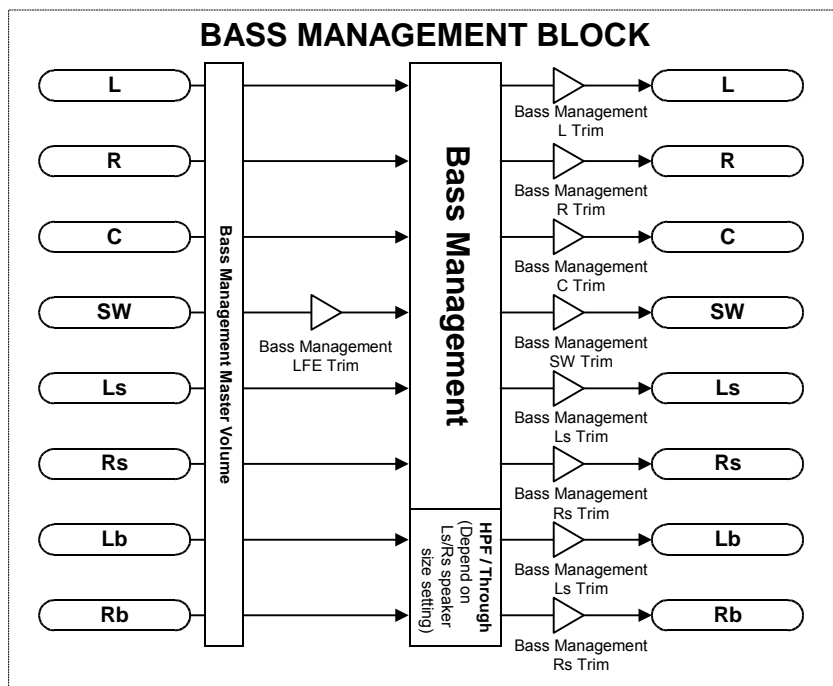 BASS MANAGEMENT BLOCK
L
L
Bass Management
L Trim
R
R
Bass Management
R Trim
C
C
Bass Management
C Trim
SW
SW
Bass Management
LFE Trim
Bass Management
SW Trim
Ls
Ls
Bass Management
Ls Trim
Rs
Rs
Bass Management
Rs Trim
Lb
Lb
Bass Management
Ls Trim
Rb
Rb
Bass Management
Rs Trim
Bass Management Master Volume
Bass Management
HPF / Through
(Depend on
Ls/Rs speaker
size setting)